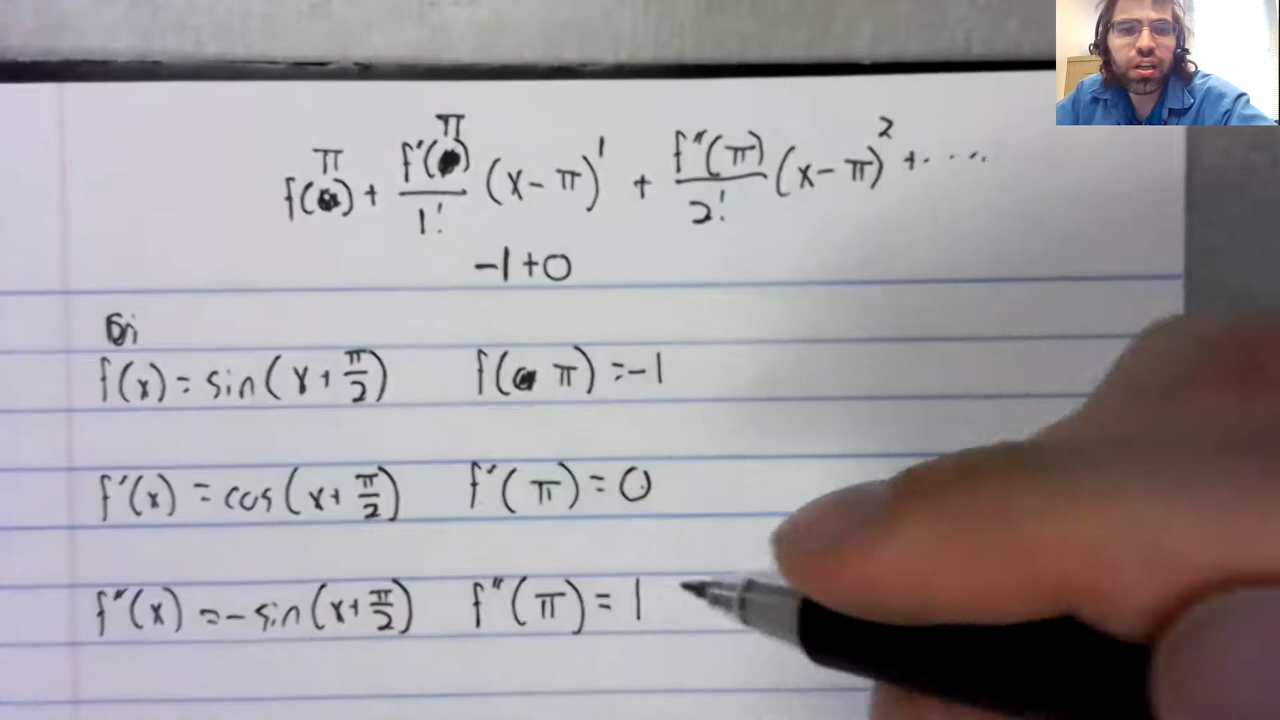 f(π) + f'(π)/1! (x-π)^1 + f''(π)/2! (x-π)^2 + ....
-1+0
f(x) = sin(x+π/2) f(π) = -1
f'(x) = cos(x+π/2) f'(π) = 0
f''(x) = -sin(x+π/2) f''(π) = 1